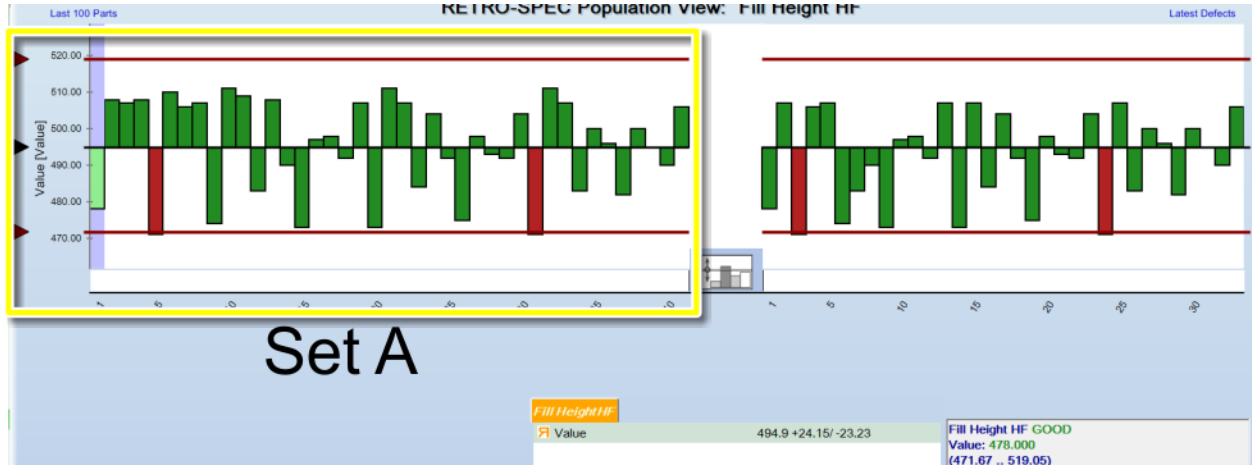 RETRO-SPEC Population View: Fill Height HF
Last 100 Parts
Latest Defects
Value [Value]
520.00
510.00
500.00
490.00
480.00
470.00
1 5
1 5 10 15 20 25 30
Set A
Fill Height HF
Я Value 494.9 +24.15/ -23.23
Fill Height HF GOOD
Value: 478.000
(471.67 .. 519.05)